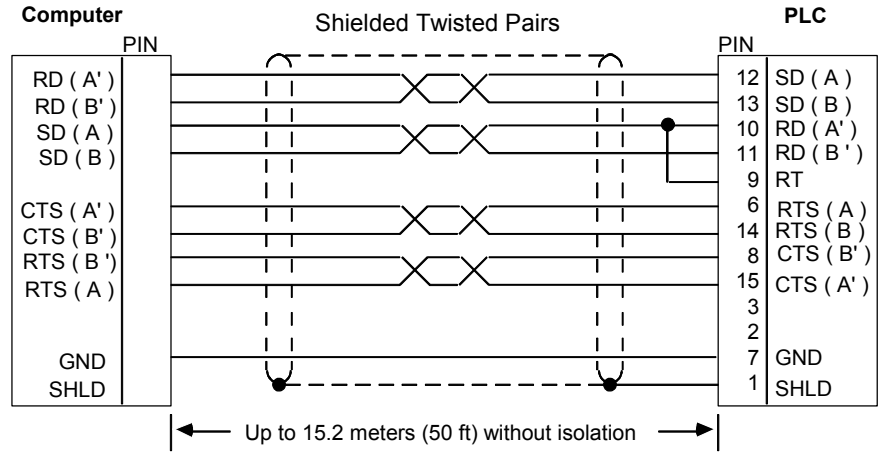 Computer
Shielded Twisted Pairs
PLC
PIN
PIN
RD ( A' )
12 SD ( A )
RD ( B' )
13 SD ( B )
SD ( A )
10 RD ( A' )
SD ( B )
11 RD ( B ' )
9 RT
CTS ( A' )
6 RTS ( A )
CTS ( B' )
14 RTS ( B )
RTS ( B ')
8 CTS ( B' )
RTS ( A )
15 CTS ( A' )
3
2
GND
7 GND
SHLD
1 SHLD
Up to 15.2 meters (50 ft) without isolation